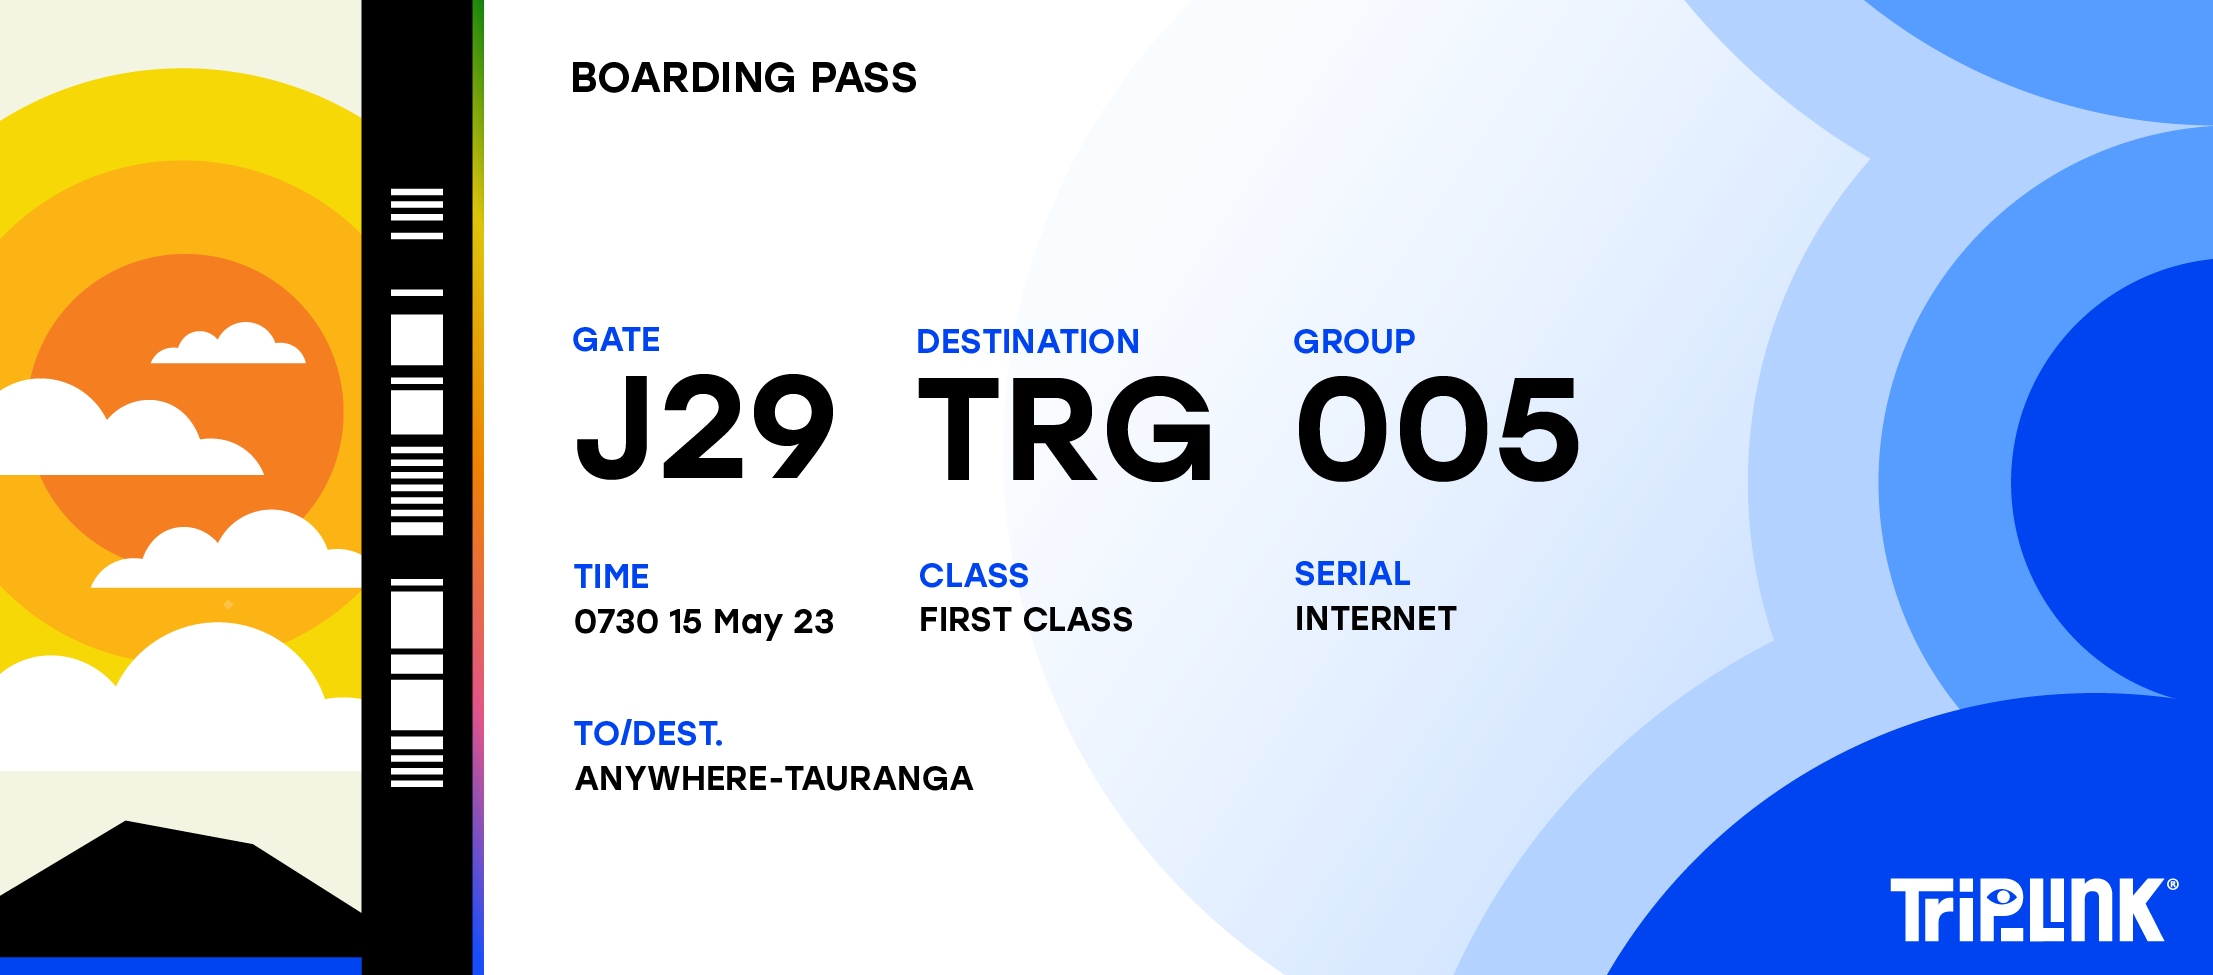 BOARDING PASS
GATE
J29
DESTINATION
TRG
GROUP
005
TIME
0730 15 May 23
CLASS
FIRST CLASS
SERIAL
INTERNET
TO/DEST.
ANYWHERE-TAURANGA
TRIPLINK®